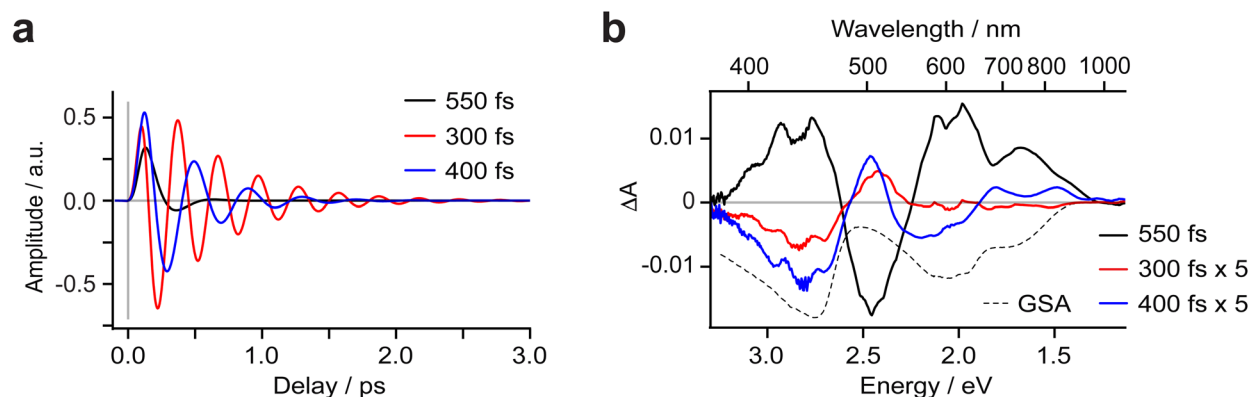 a
Amplitude / a.u.
0.5
0.0
-0.5
550 fs
300 fs
400 fs
0.0 1.0 2.0 3.0
Delay / ps
b
Wavelength / nm
400 500 600 700 800 1000
ΔA
0.01
0
-0.01
550 fs
300 fs x 5
400 fs x 5
GSA
3.0 2.5 2.0 1.5
Energy / eV